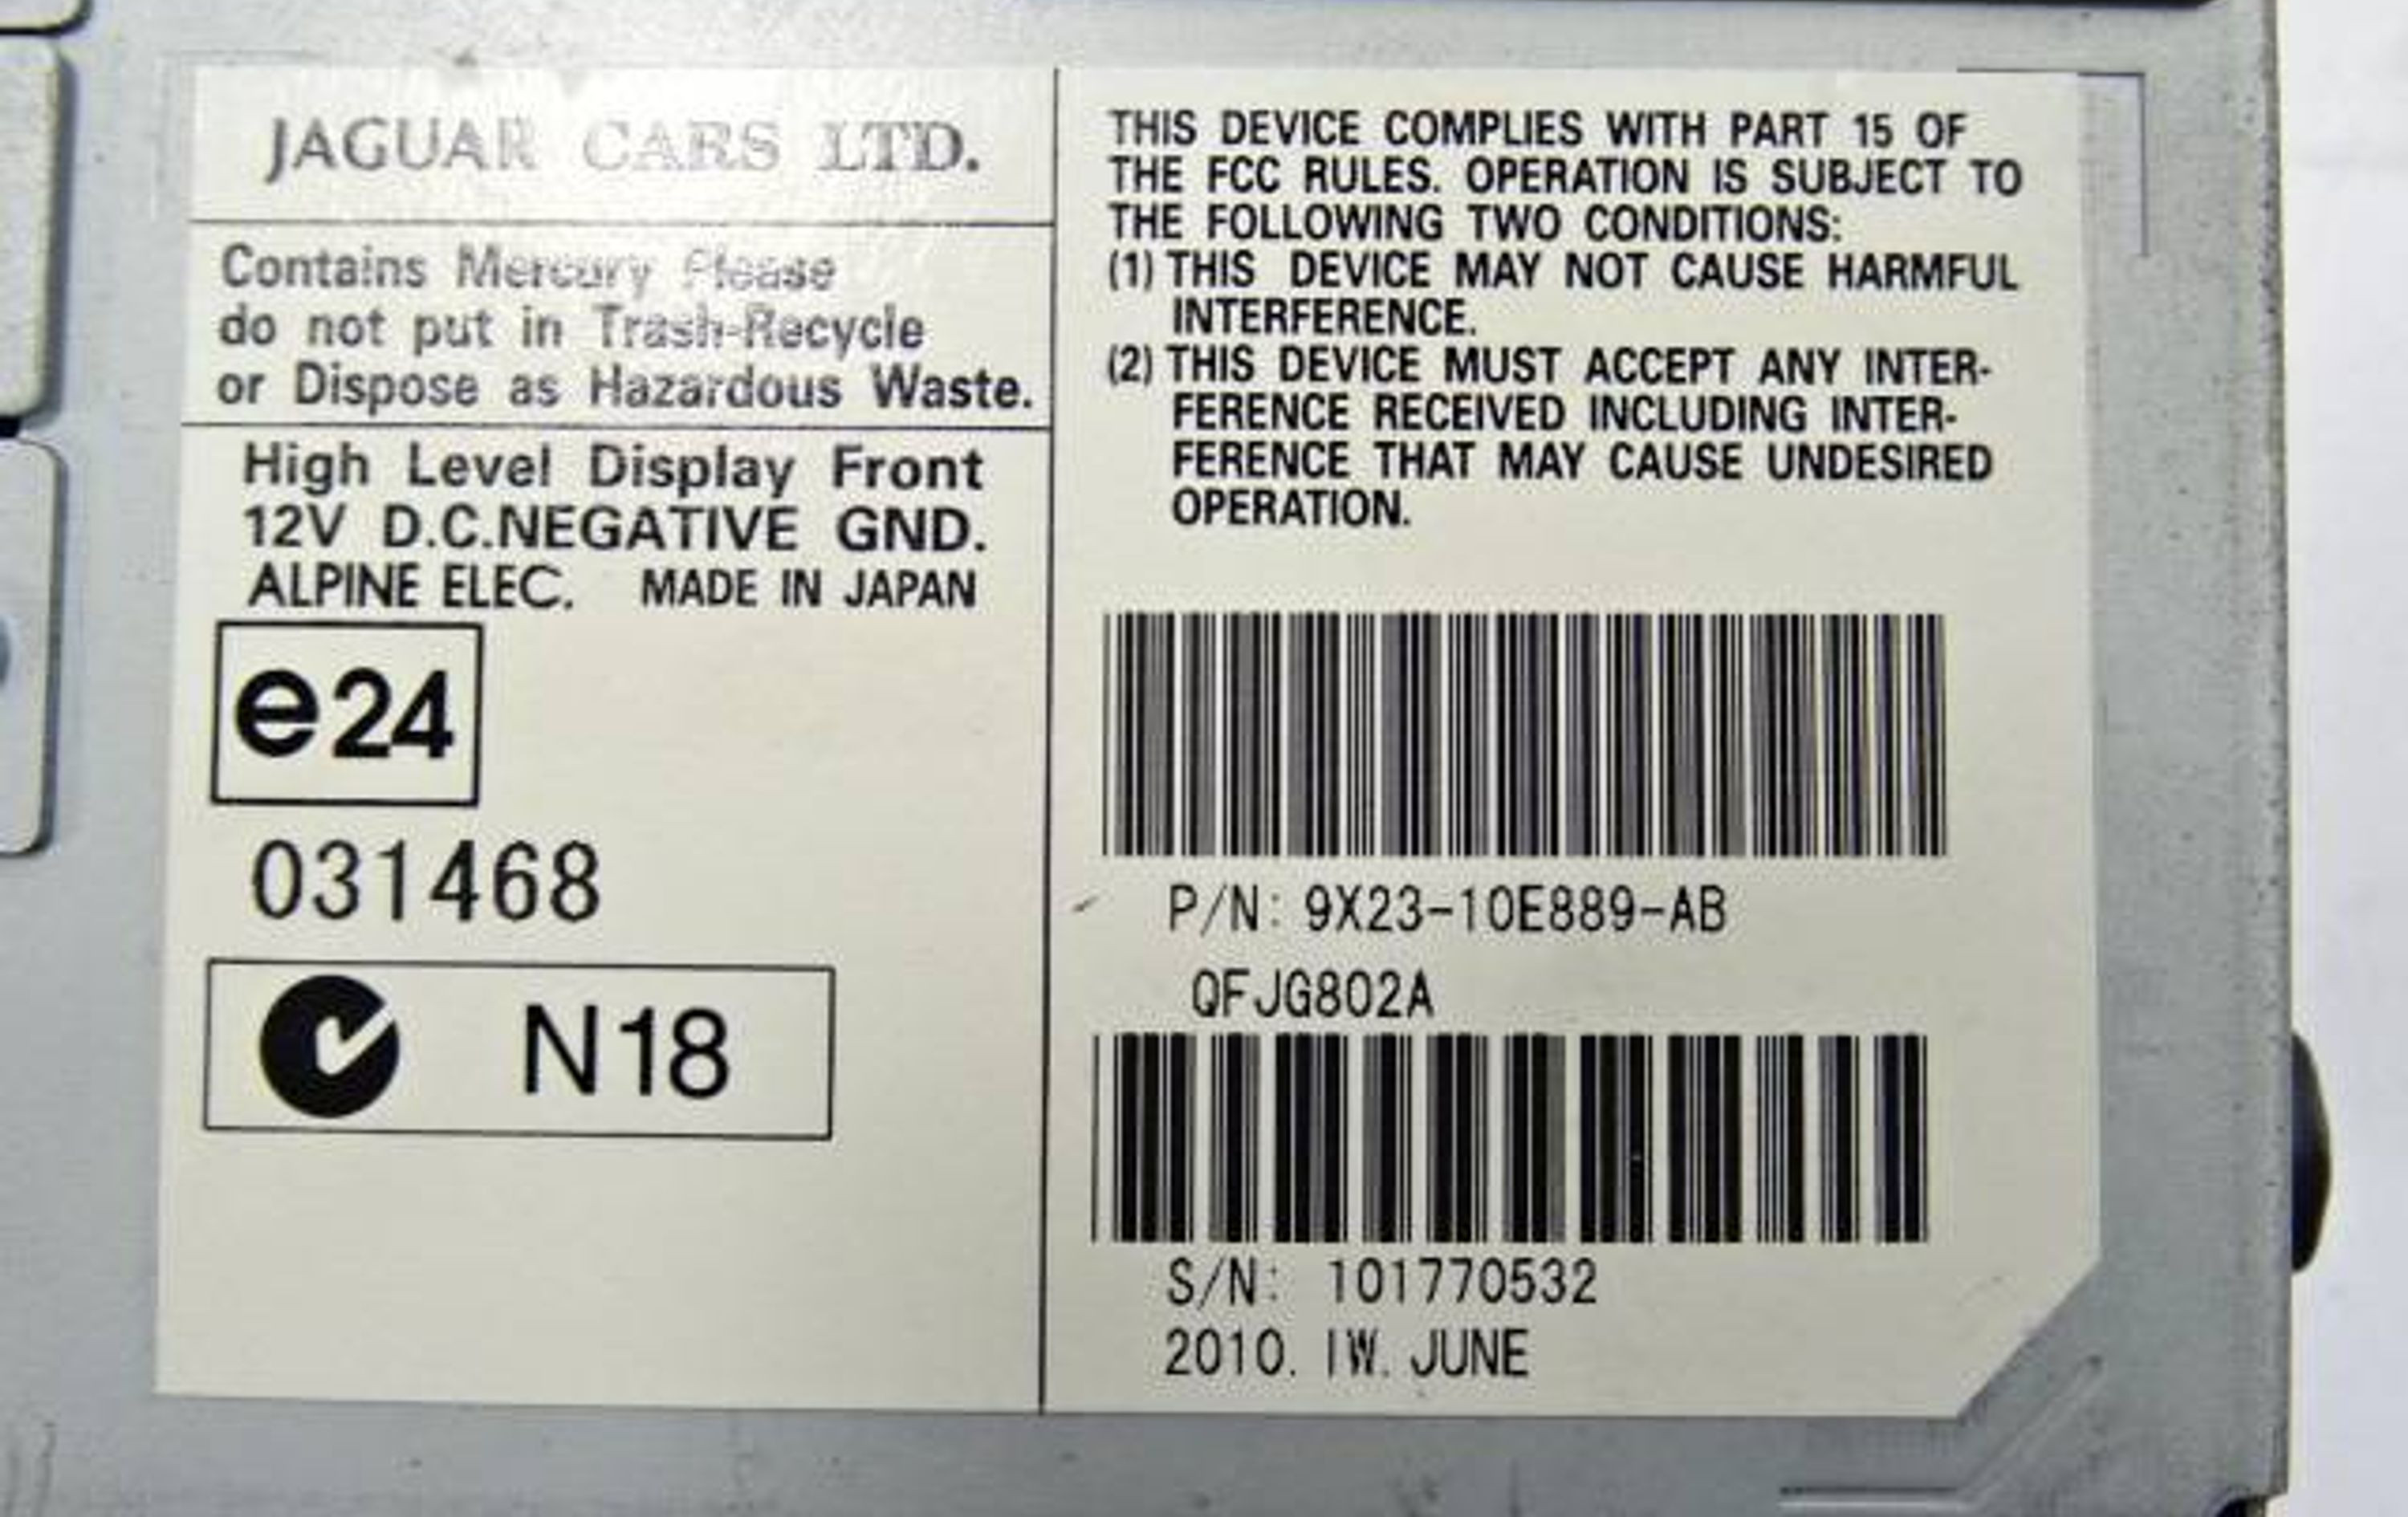 JAGUAR CARS LTD.
Contains Mercury Please
do not put in Trash-Recycle
or Dispose as Hazardous Waste.
High Level Display Front
12V D.C.NEGATIVE GND.
ALPINE ELEC. MADE IN JAPAN
e24
031468
N18
THIS DEVICE COMPLIES WITH PART 15 OF
THE FCC RULES. OPERATION IS SUBJECT TO
THE FOLLOWING TWO CONDITIONS:
(1) THIS DEVICE MAY NOT CAUSE HARMFUL
INTERFERENCE.
(2) THIS DEVICE MUST ACCEPT ANY INTER-
FERENCE RECEIVED INCLUDING INTER-
FERENCE THAT MAY CAUSE UNDESIRED
OPERATION.
P/N: 9X23-10E889-AB
QFJG802A
S/N: 101770532
2010. IW. JUNE